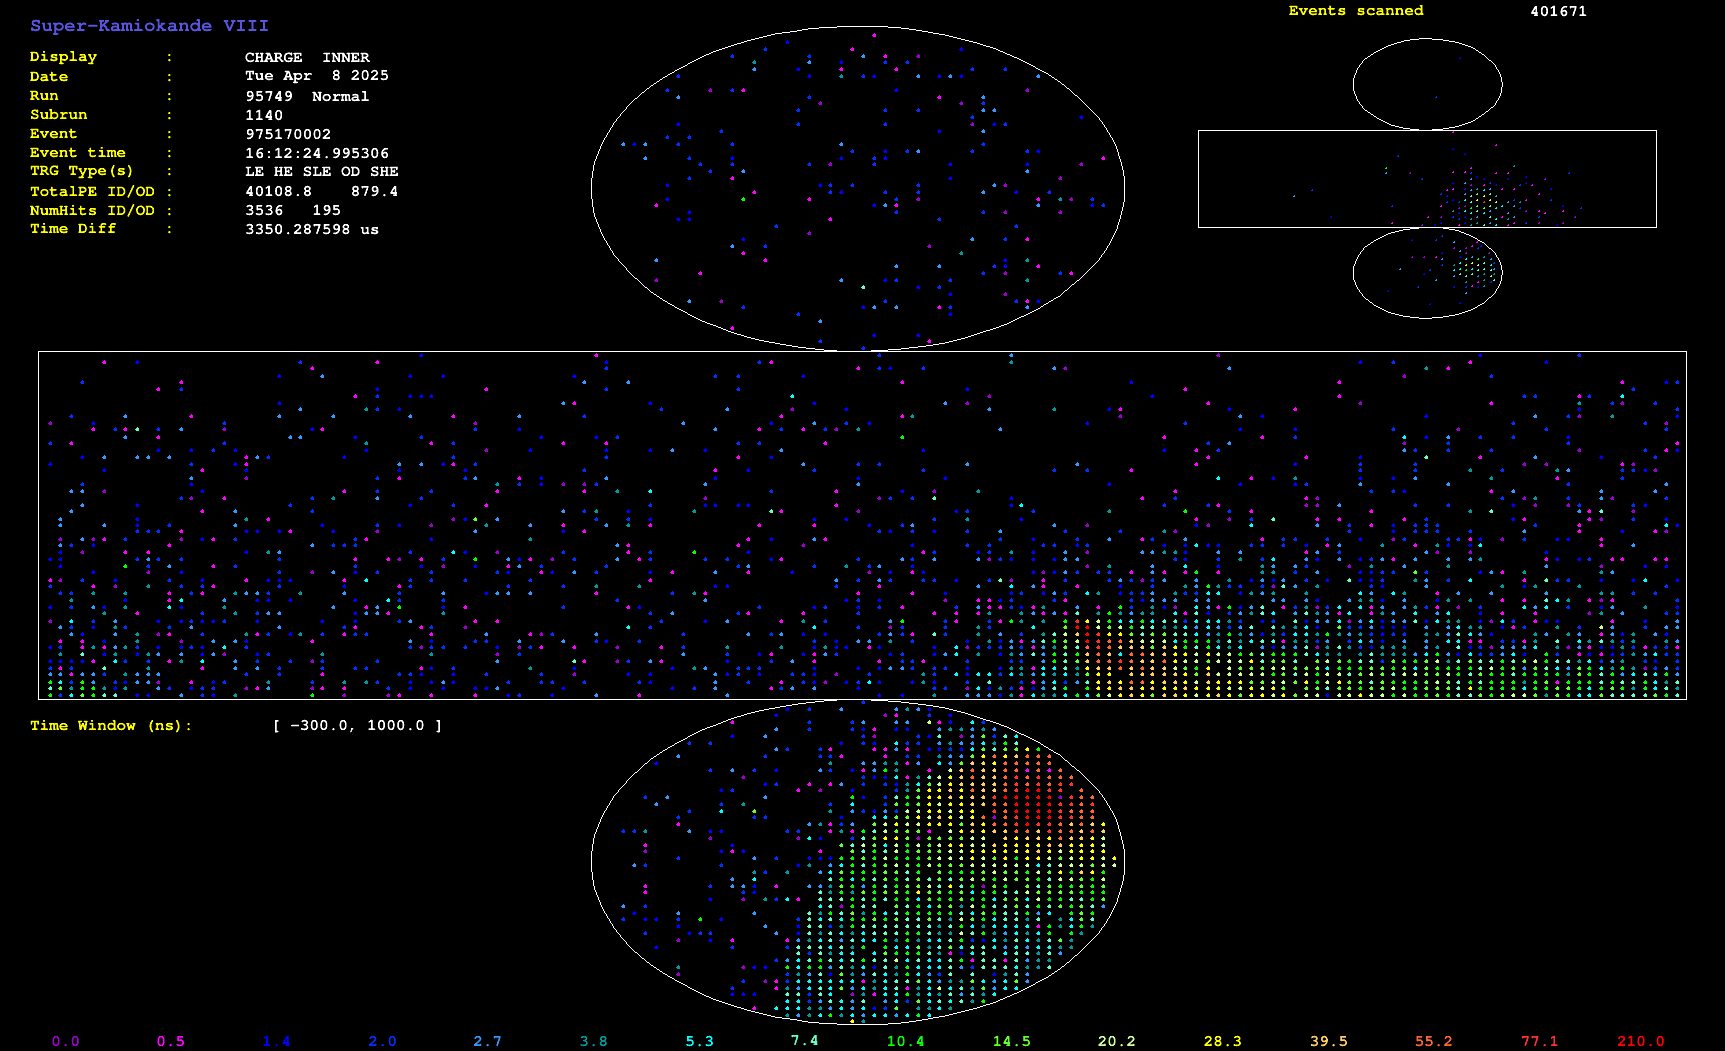 Super-Kamiokande VIII
Display : CHARGE INNER
Date : Tue Apr 8 2025
Run : 95749 Normal
Subrun : 1140
Event : 975170002
Event time : 16:12:24.995306
TRG Type(s) : LE HE SLE OD SHE
TotalPE ID/OD : 40108.8 879.4
NumHits ID/OD : 3536 195
Time Diff : 3350.287598 us
Events scanned 401671
Time Window (ns): [ -300.0, 1000.0 ]
0.0 0.5 1.4 2.0 2.7 3.8 5.3 7.4 10.4 14.5 20.2 28.3 39.5 55.2 77.1 210.0